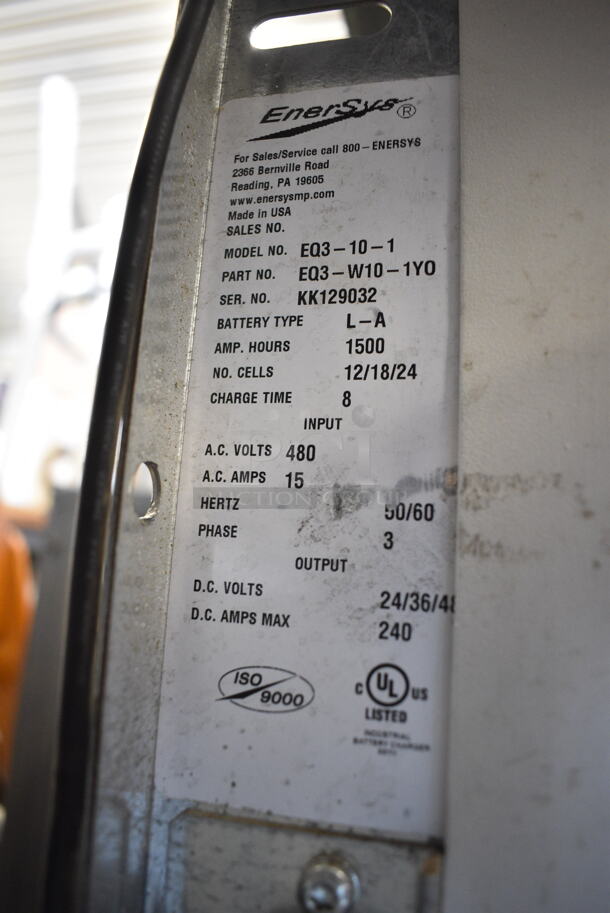 EnerSys®
For Sales/Service call 800-ENERSYS
2366 Bernville Road
Reading, PA 19605
www.enersysmp.com
Made in USA
SALES NO.
MODEL NO. EQ3-10-1
PART NO. EQ3-W10-1YO
SER. NO. KK129032
BATTERY TYPE L-A
AMP. HOURS 1500
NO. CELLS 12/18/24
CHARGE TIME 8
INPUT
A.C. VOLTS 480
A.C. AMPS 15
HERTZ 50/60
PHASE 3
OUTPUT
D.C. VOLTS 24/36/48
D.C. AMPS MAX 240
ISO 9000
C UL US
LISTED
INDUSTRIAL
BATTERY CHARGER